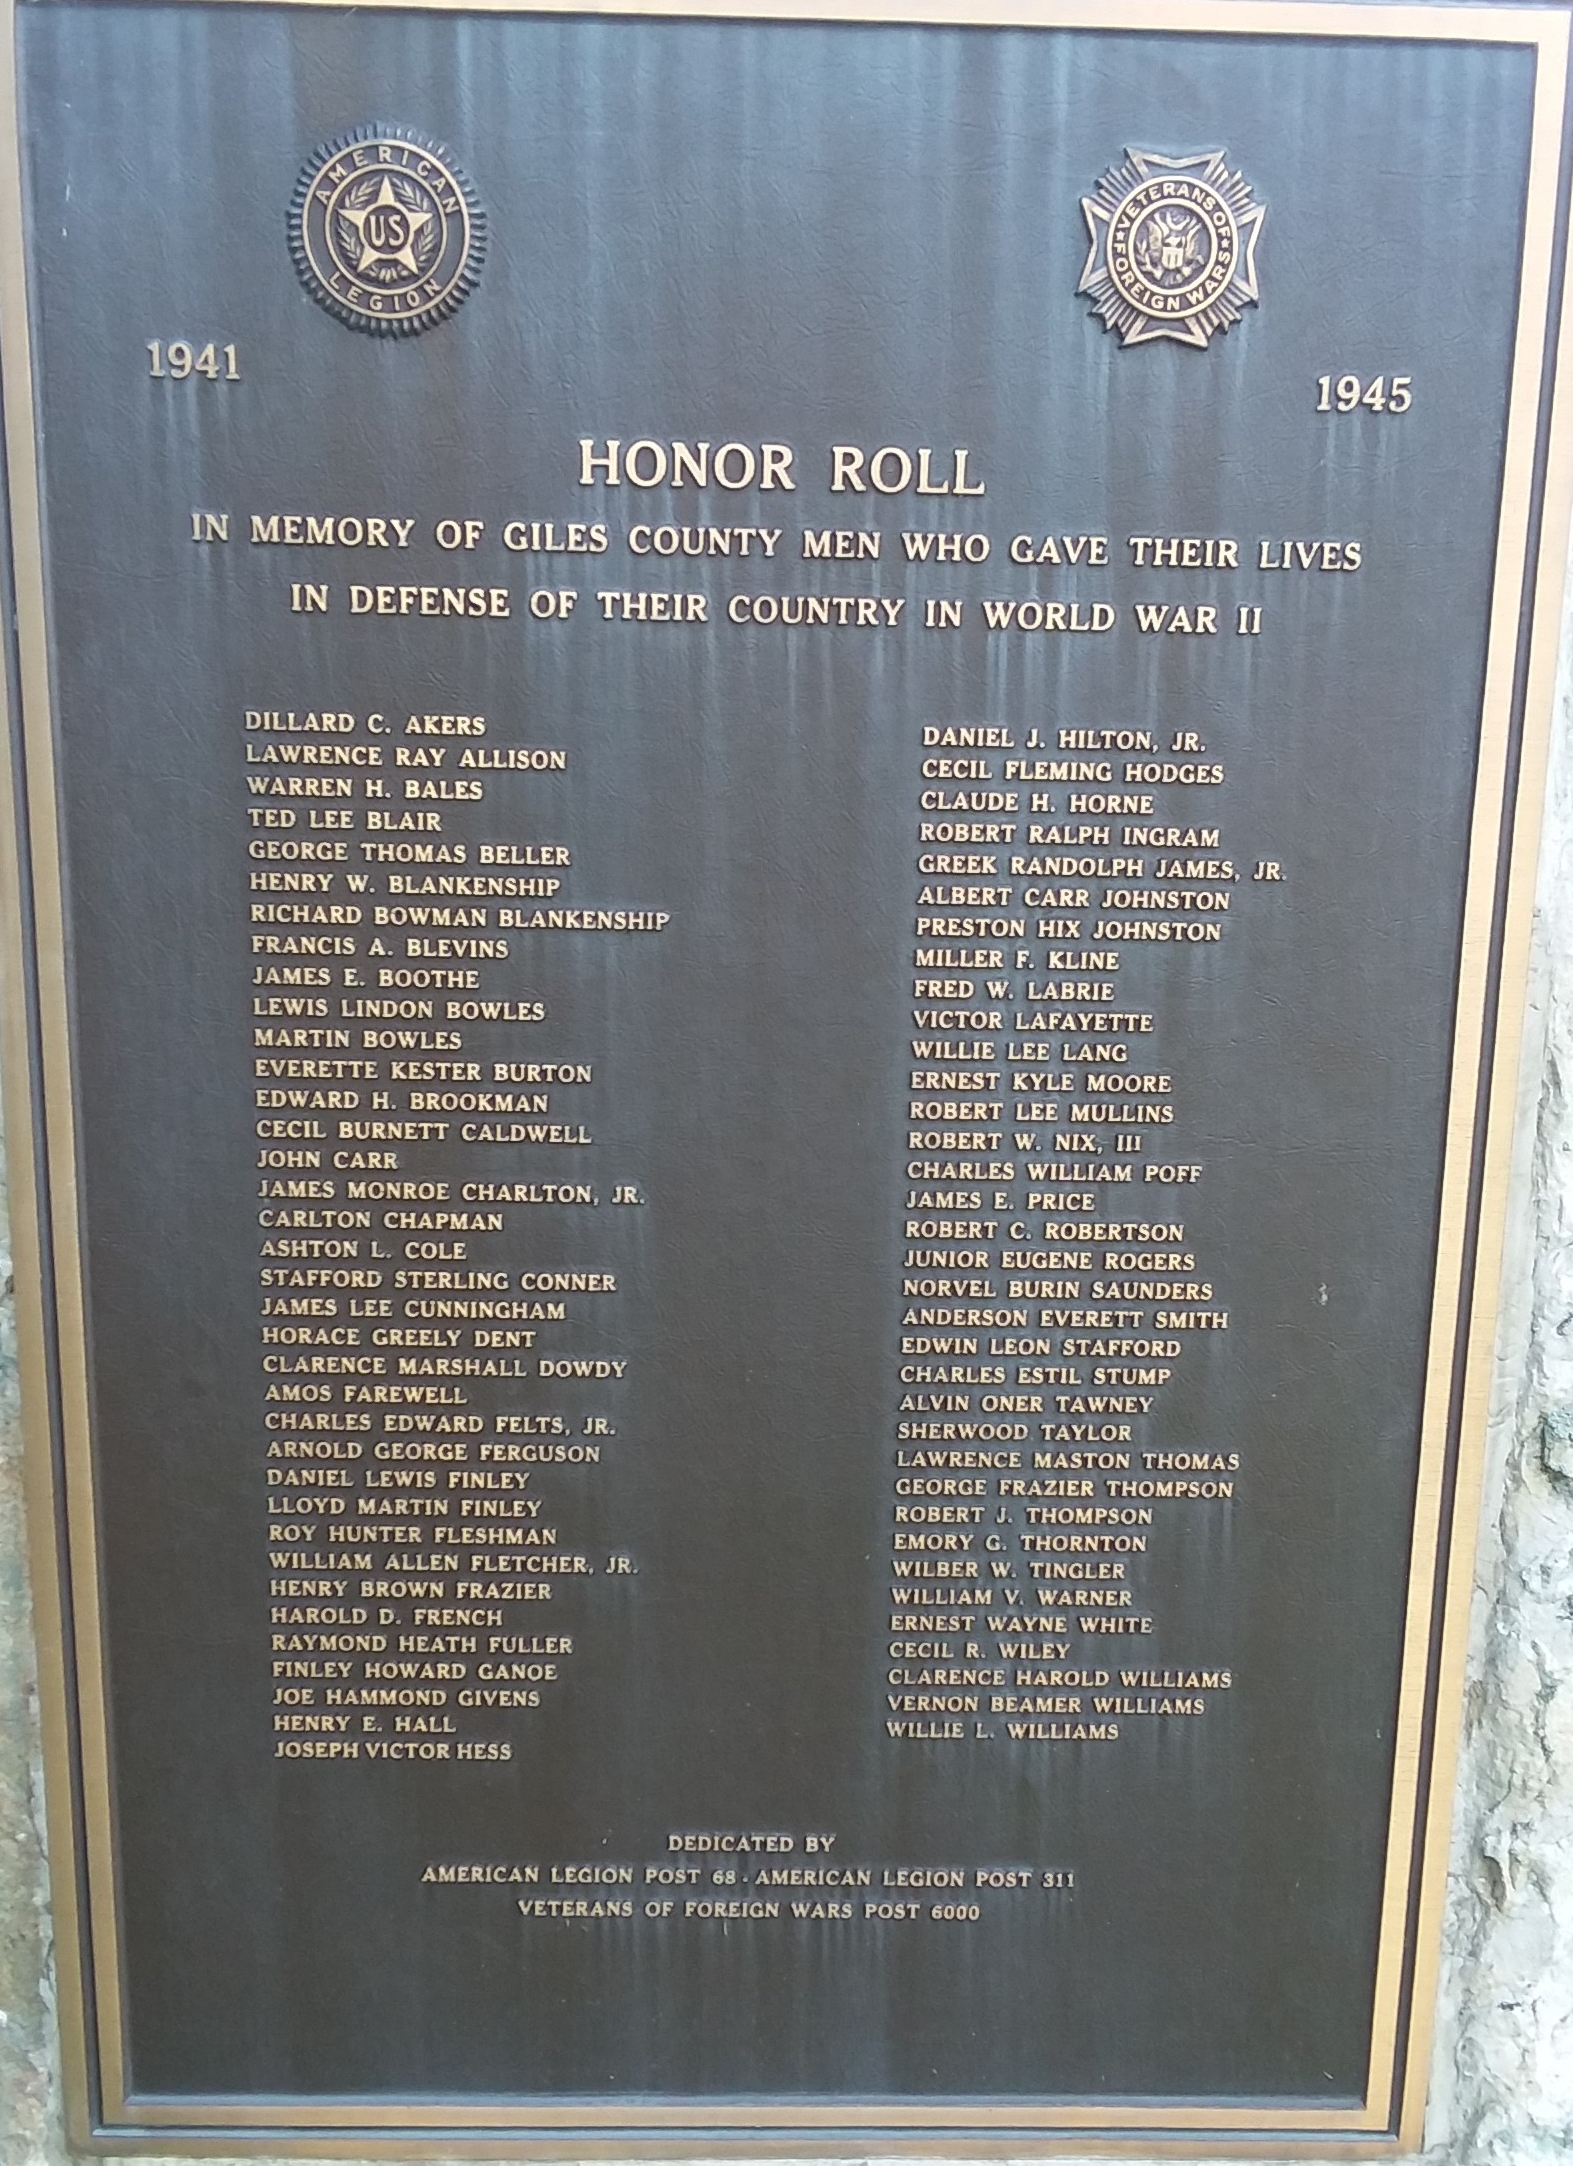 AMERICAN
US
LEGION
VETERANS OF
FOREIGN WARS
1941
1945
HONOR ROLL
IN MEMORY OF GILES COUNTY MEN WHO GAVE THEIR LIVES
IN DEFENSE OF THEIR COUNTRY IN WORLD WAR II
DILLARD C. AKERS
LAWRENCE RAY ALLISON
WARREN H. BALES
TED LEE BLAIR
GEORGE THOMAS BELLER
HENRY W. BLANKENSHIP
RICHARD BOWMAN BLANKENSHIP
FRANCIS A. BLEVINS
JAMES E. BOOTHE
LEWIS LINDON BOWLES
MARTIN BOWLES
EVERETTE KESTER BURTON
EDWARD H. BROOKMAN
CECIL BURNETT CALDWELL
JOHN CARR
JAMES MONROE CHARLTON, JR.
CARLTON CHAPMAN
ASHTON L. COLE
STAFFORD STERLING CONNER
JAMES LEE CUNNINGHAM
HORACE GREELY DENT
CLARENCE MARSHALL DOWDY
AMOS FAREWELL
CHARLES EDWARD FELTS, JR.
ARNOLD GEORGE FERGUSON
DANIEL LEWIS FINLEY
LLOYD MARTIN FINLEY
ROY HUNTER FLESHMAN
WILLIAM ALLEN FLETCHER, JR.
HENRY BROWN FRAZIER
HAROLD D. FRENCH
RAYMOND HEATH FULLER
FINLEY HOWARD GANOE
JOE HAMMOND GIVENS
HENRY E. HALL
JOSEPH VICTOR HESS
DANIEL J. HILTON, JR.
CECIL FLEMING HODGES
CLAUDE H. HORNE
ROBERT RALPH INGRAM
GREEK RANDOLPH JAMES, JR.
ALBERT CARR JOHNSTON
PRESTON HIX JOHNSTON
MILLER F. KLINE
FRED W. LABRIE
VICTOR LAFAYETTE
WILLIE LEE LANG
ERNEST KYLE MOORE
ROBERT LEE MULLINS
ROBERT W. NIX, III
CHARLES WILLIAM POFF
JAMES E. PRICE
ROBERT C. ROBERTSON
JUNIOR EUGENE ROGERS
NORVEL BURIN SAUNDERS
ANDERSON EVERETT SMITH
EDWIN LEON STAFFORD
CHARLES ESTIL STUMP
ALVIN ONER TAWNEY
SHERWOOD TAYLOR
LAWRENCE MASTON THOMAS
GEORGE FRAZIER THOMPSON
ROBERT J. THOMPSON
EMORY G. THORNTON
WILBER W. TINGLER
WILLIAM V. WARNER
ERNEST WAYNE WHITE
CECIL R. WILEY
CLARENCE HAROLD WILLIAMS
VERNON BEAMER WILLIAMS
WILLIE L. WILLIAMS
DEDICATED BY
AMERICAN LEGION POST 68 · AMERICAN LEGION POST 311
VETERANS OF FOREIGN WARS POST 6000